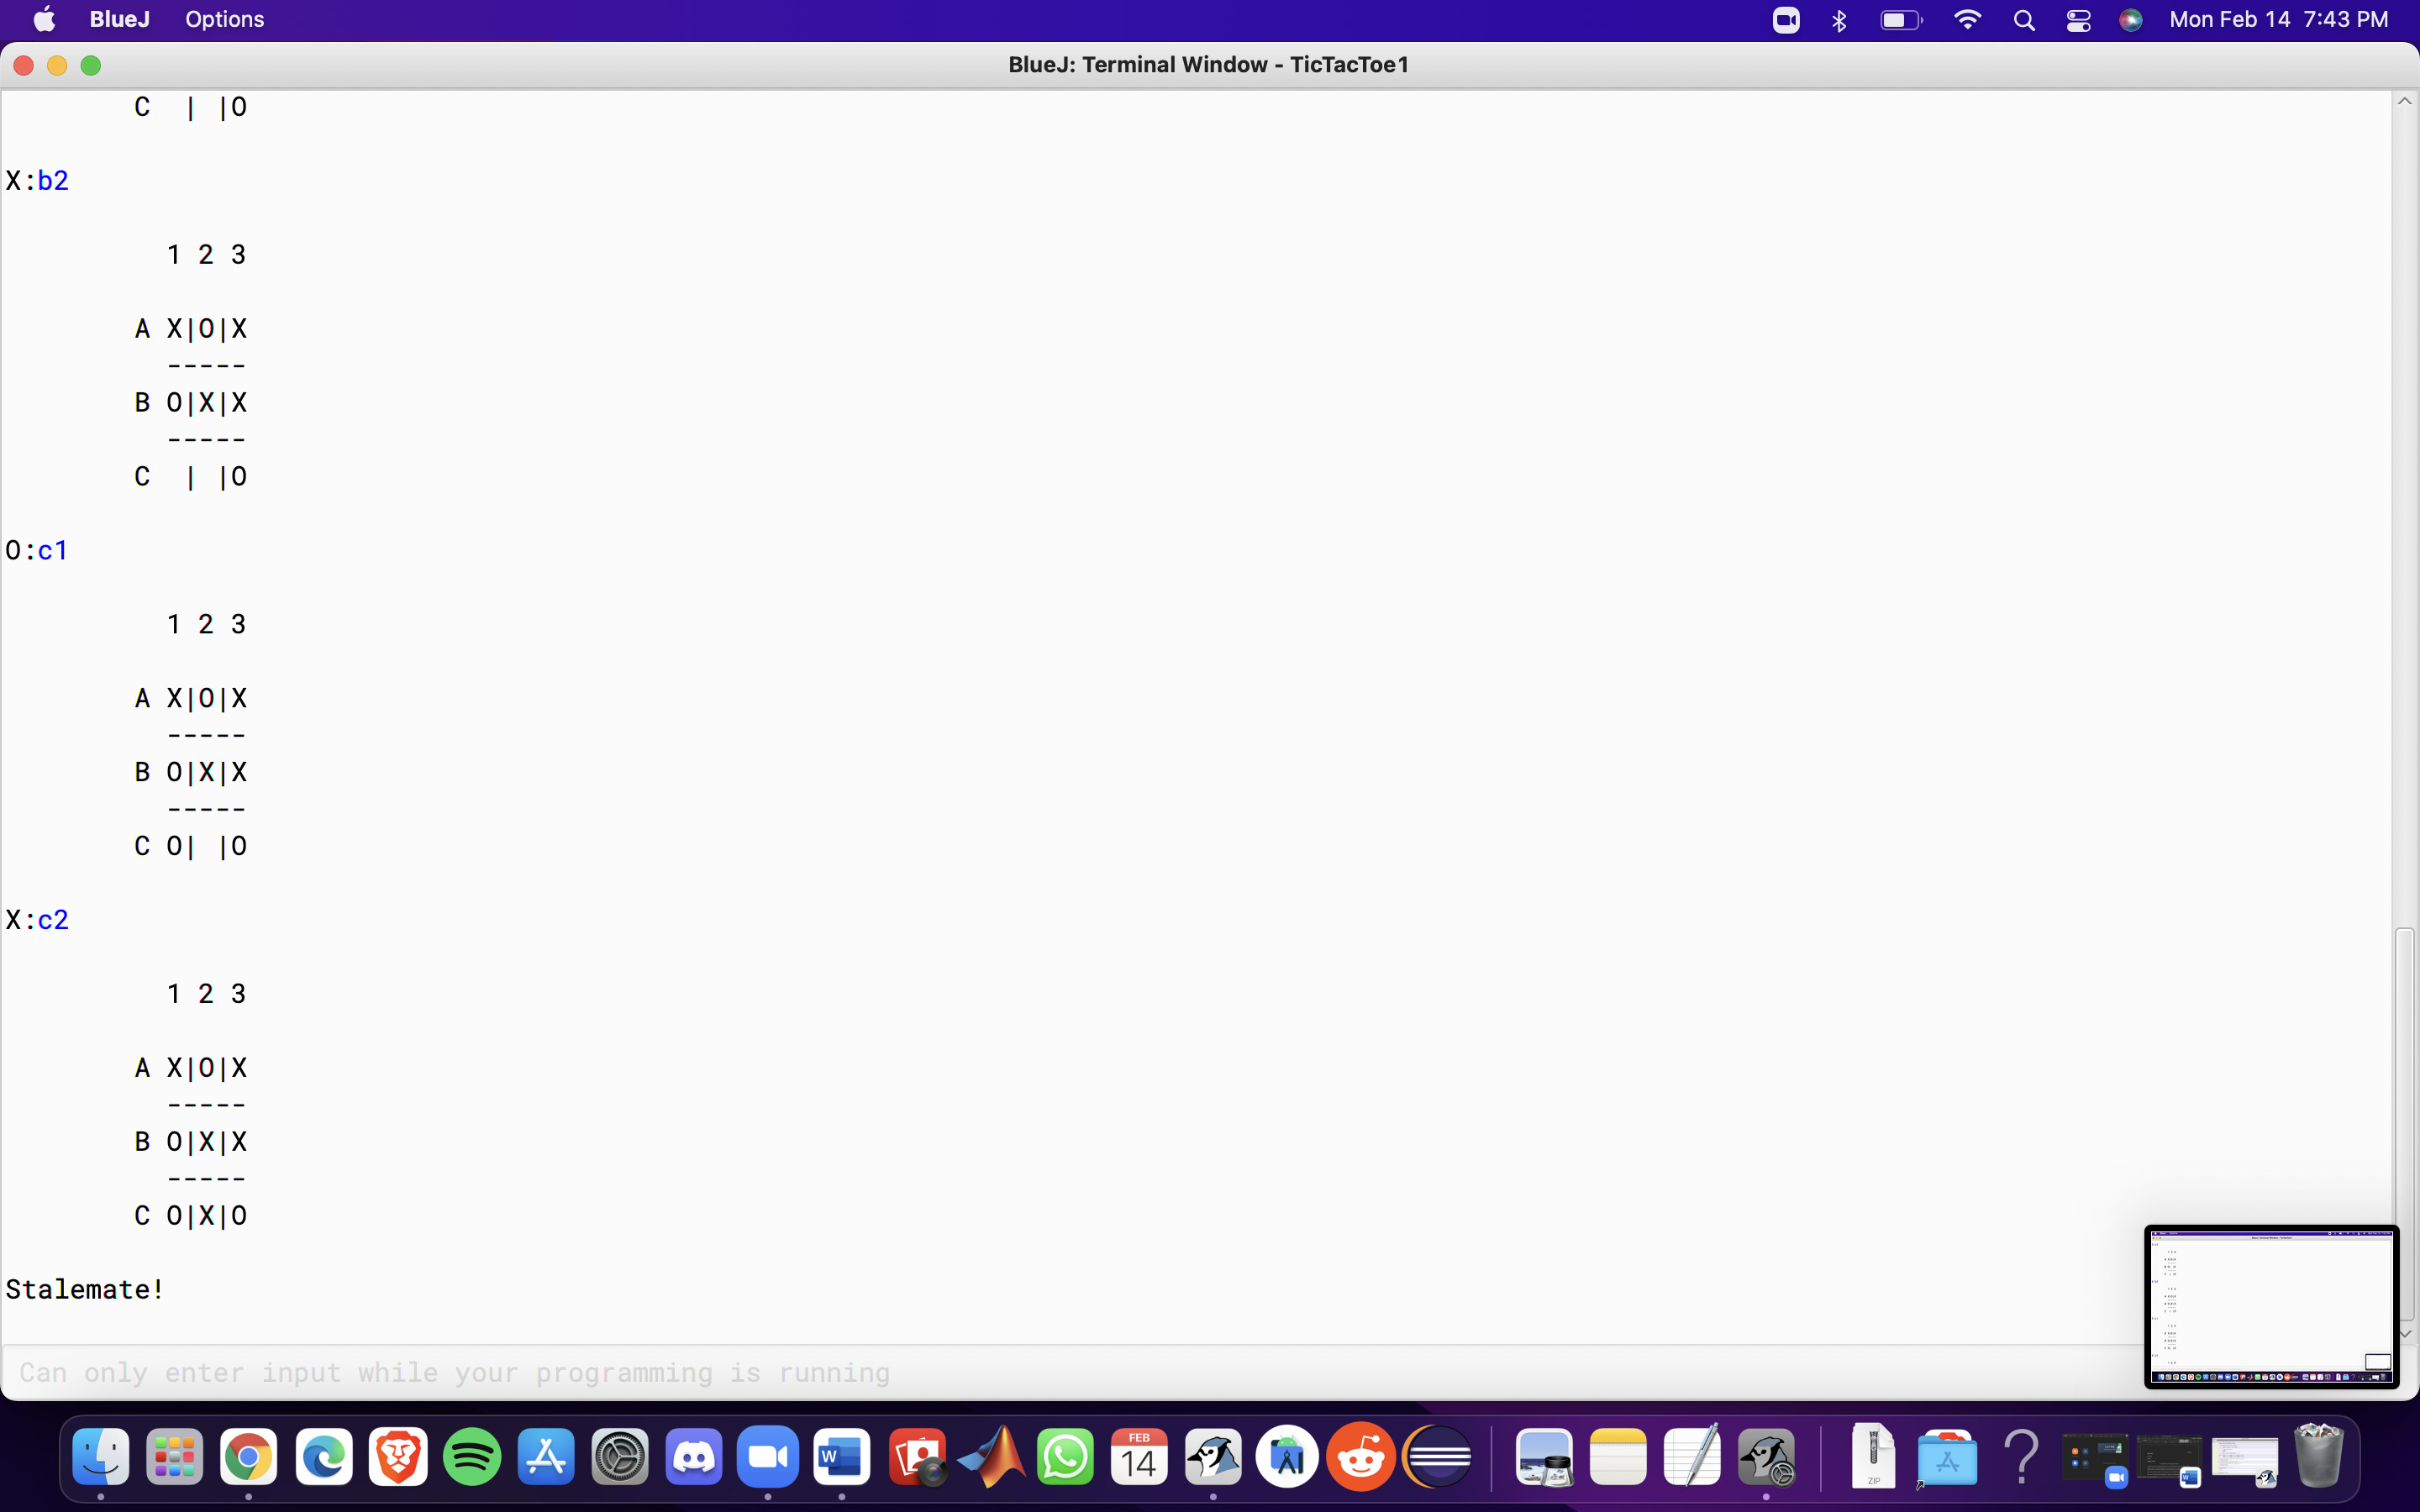 BlueJ Options Mon Feb 14 7:43 PM
BlueJ: Terminal Window - TicTacToe1
C | |O
X:b2
1 2 3
A X|O|X
-----
B O|X|X
-----
C | |O
O:c1
1 2 3
A X|O|X
-----
B O|X|X
-----
C O| |O
X:c2
1 2 3
A X|O|X
-----
B O|X|X
-----
C O|X|O
Stalemate!
Can only enter input while your programming is running
W
FEB
14
ZIP
?